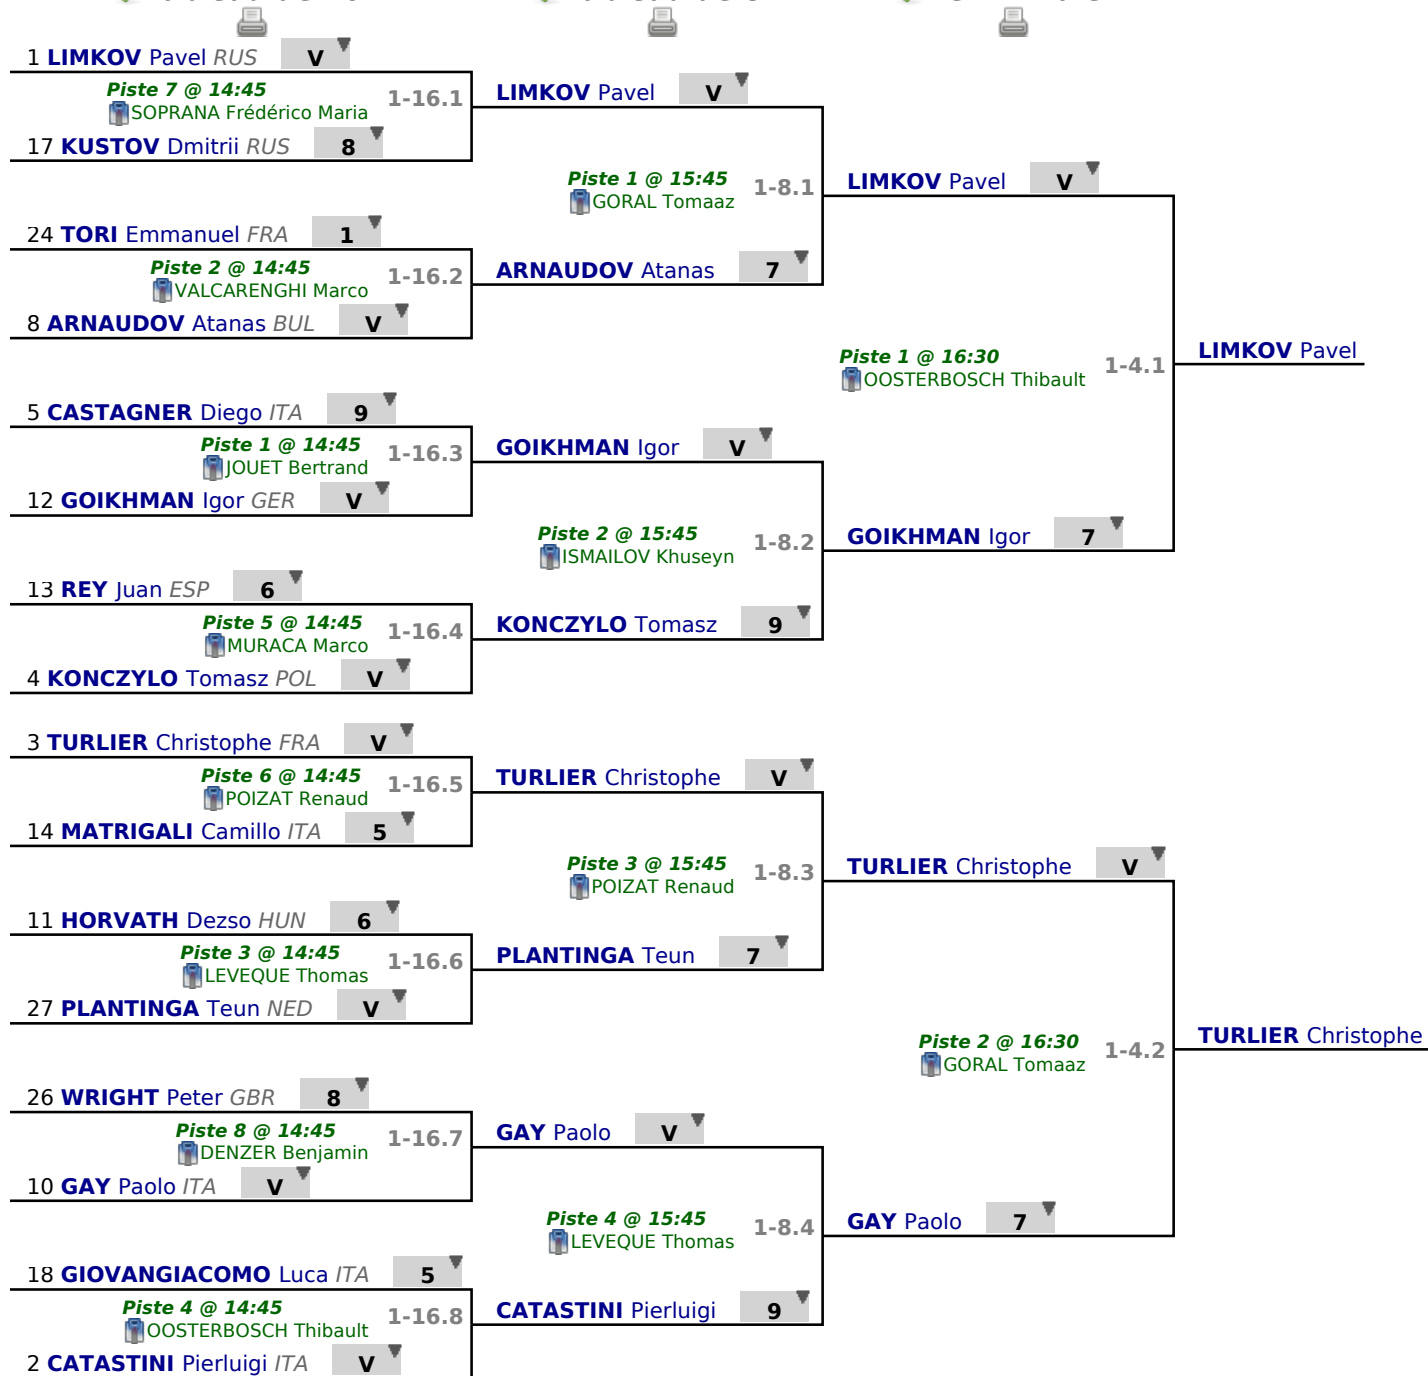 1 LIMKOV Pavel RUS V
Piste 7 @ 14:45
SOPRANA Frédérico Maria
1-16.1
17 KUSTOV Dmitrii RUS 8
24 TORI Emmanuel FRA 1
Piste 2 @ 14:45
VALCARENGHI Marco
1-16.2
8 ARNAUDOV Atanas BUL V
5 CASTAGNER Diego ITA 9
Piste 1 @ 14:45
JOUET Bertrand
1-16.3
12 GOIKHMAN Igor GER V
13 REY Juan ESP 6
Piste 5 @ 14:45
MURACA Marco
1-16.4
4 KONCZYLO Tomasz POL V
3 TURLIER Christophe FRA V
Piste 6 @ 14:45
POIZAT Renaud
1-16.5
14 MATRIGALI Camillo ITA 5
11 HORVATH Dezso HUN 6
Piste 3 @ 14:45
LEVEQUE Thomas
1-16.6
27 PLANTINGA Teun NED V
26 WRIGHT Peter GBR 8
Piste 8 @ 14:45
DENZER Benjamin
1-16.7
10 GAY Paolo ITA V
18 GIOVANGIACOMO Luca ITA 5
Piste 4 @ 14:45
OOSTERBOSCH Thibault
1-16.8
2 CATASTINI Pierluigi ITA V
LIMKOV Pavel V
Piste 1 @ 15:45
GORAL Tomaaz
1-8.1
ARNAUDOV Atanas 7
GOIKHMAN Igor V
Piste 2 @ 15:45
ISMAILOV Khuseyn
1-8.2
KONCZYLO Tomasz 9
TURLIER Christophe V
Piste 3 @ 15:45
POIZAT Renaud
1-8.3
PLANTINGA Teun 7
GAY Paolo V
Piste 4 @ 15:45
LEVEQUE Thomas
1-8.4
CATASTINI Pierluigi 9
LIMKOV Pavel V
Piste 1 @ 16:30
OOSTERBOSCH Thibault
1-4.1
GOIKHMAN Igor 7
TURLIER Christophe V
Piste 2 @ 16:30
GORAL Tomaaz
1-4.2
GAY Paolo 7
LIMKOV Pavel
TURLIER Christophe